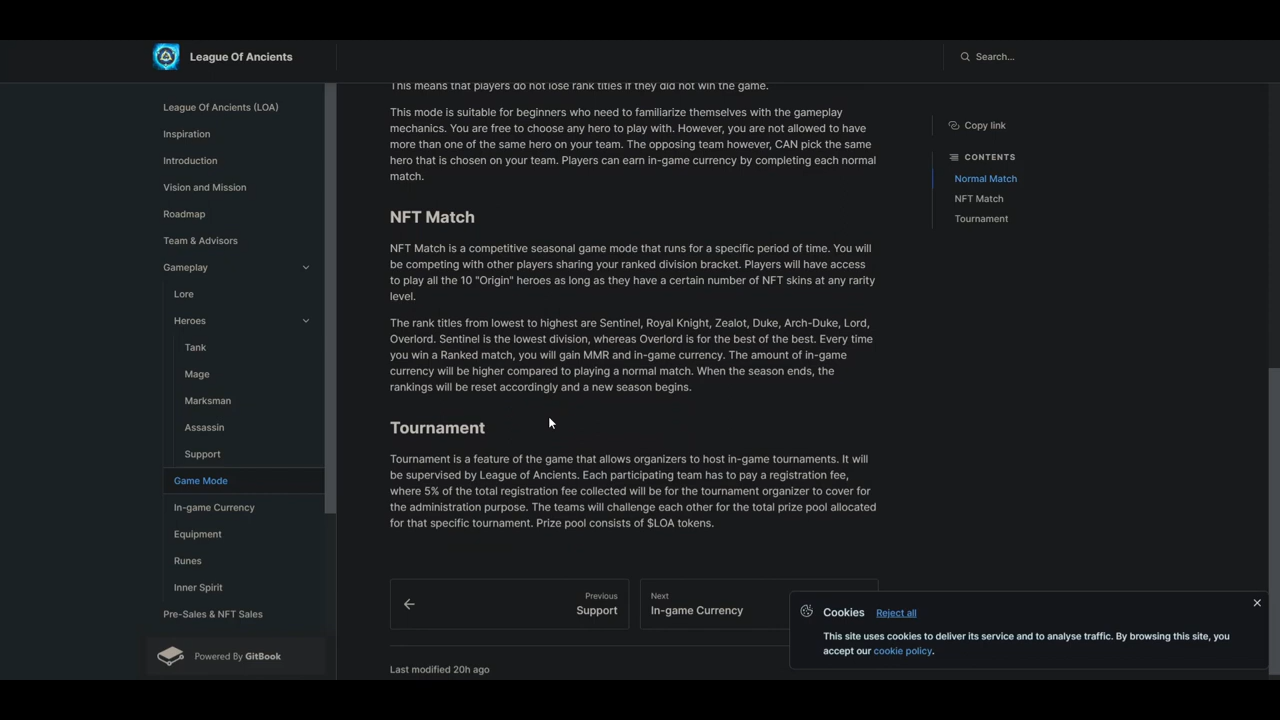 League Of Ancients
Search...
League Of Ancients (LOA)
Inspiration
Introduction
Vision and Mission
Roadmap
Team & Advisors
Gameplay
Lore
Heroes
Tank
Mage
Marksman
Assassin
Support
Game Mode
In-game Currency
Equipment
Runes
Inner Spirit
Pre-Sales & NFT Sales
Powered By GitBook
This means that players do not lose rank titles if they did not win the game.
This mode is suitable for beginners who need to familiarize themselves with the gameplay
mechanics. You are free to choose any hero to play with. However, you are not allowed to have
more than one of the same hero on your team. The opposing team however, CAN pick the same
hero that is chosen on your team. Players can earn in-game currency by completing each normal
match.
NFT Match
NFT Match is a competitive seasonal game mode that runs for a specific period of time. You will
be competing with other players sharing your ranked division bracket. Players will have access
to play all the 10 "Origin" heroes as long as they have a certain number of NFT skins at any rarity
level.
The rank titles from lowest to highest are Sentinel, Royal Knight, Zealot, Duke, Arch-Duke, Lord,
Overlord. Sentinel is the lowest division, whereas Overlord is for the best of the best. Every time
you win a Ranked match, you will gain MMR and in-game currency. The amount of in-game
currency will be higher compared to playing a normal match. When the season ends, the
rankings will be reset accordingly and a new season begins.
Tournament
Tournament is a feature of the game that allows organizers to host in-game tournaments. It will
be supervised by League of Ancients. Each participating team has to pay a registration fee,
where 5% of the total registration fee collected will be for the tournament organizer to cover for
the administration purpose. The teams will challenge each other for the total prize pool allocated
for that specific tournament. Prize pool consists of $LOA tokens.
Previous
Support
Next
In-game Currency
Last modified 20h ago
Copy link
CONTENTS
Normal Match
NFT Match
Tournament
Cookies Reject all
This site uses cookies to deliver its service and to analyse traffic. By browsing this site, you
accept our cookie policy.